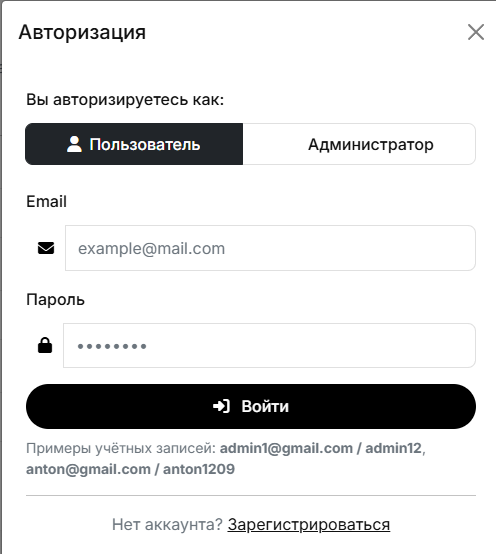 Авторизация
Вы авторизируетесь как:
Пользователь Администратор
Email
example@mail.com
Пароль
••••••••
Войти
Примеры учётных записей: admin1@gmail.com / admin12,
anton@gmail.com / anton1209
Нет аккаунта? Зарегистрироваться